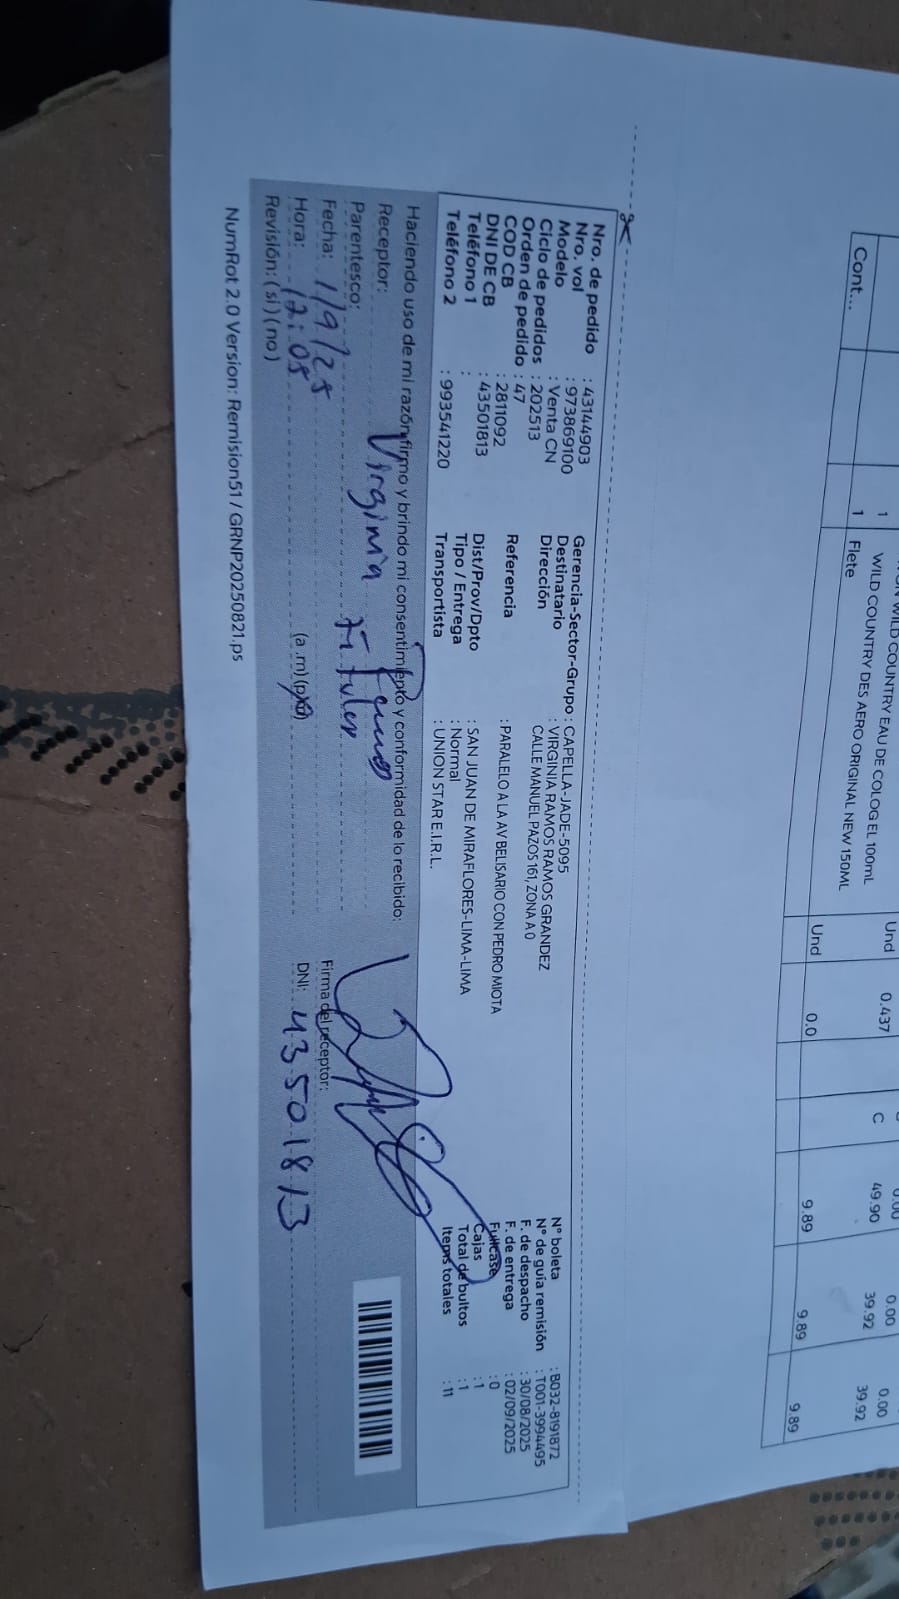 WILD COUNTRY EAU DE COLOG EL 100mL Und 0.437 C 49.90 39.92 39.92
1 WILD COUNTRY DES AERO ORIGINAL NEW 150ML
Cont... 1 Flete Und 0.0 9.89 9.89 9.89
Nro. de pedido : 43144903
Nro. vol : 973869100
Modelo : Venta CN
Ciclo de pedidos : 202513
Orden de pedido : 47
COD CB : 2811092
DNI DE CB : 43501813
Teléfono 1 :
Teléfono 2 : 993541220
Gerencia-Sector-Grupo : CAPELLA-JADE-5095
Destinatario : VIRGINIA RAMOS RAMOS GRANDEZ
Dirección CALLE MANUEL PAZOS 161, ZONA A 0
Referencia : PARALELO A LA AV BELISARIO CON PEDRO MIOTA
Dist/Prov/Dpto : SAN JUAN DE MIRAFLORES-LIMA-LIMA
Tipo / Entrega : Normal
Transportista : UNION STAR E.I.R.L.
N° boleta : B032-8191872
N° de guía remisión : T001-3994495
F. de despacho : 30/08/2025
F. de entrega : 02/09/2025
Fullcase : 0
Cajas : 1
Total de bultos : 1
Items totales : 11
Haciendo uso de mi razón firmo y brindo mi consentimiento y conformidad de lo recibido:
Receptor: Virginia Ramos
Parentesco: Titular
Fecha: 1/9/25
Hora: 17:05 (a.m)(pm)
Revisión: (si) (no)
Firma del receptor:
DNI: 43501813
NumRot 2.0 Version: Remision51 / GRNP20250821.ps